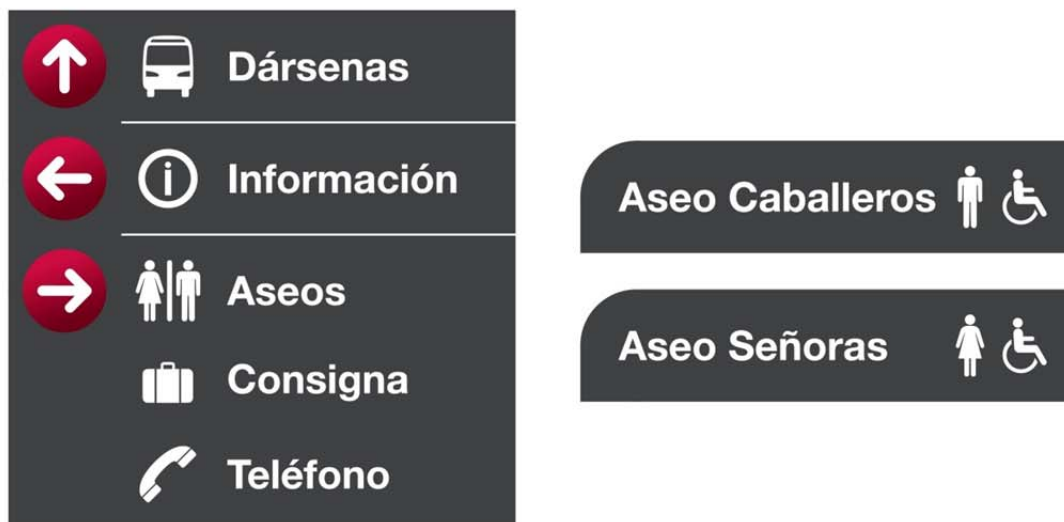 Dársenas
Información
Aseos
Consigna
Teléfono
Aseo Caballeros
Aseo Señoras